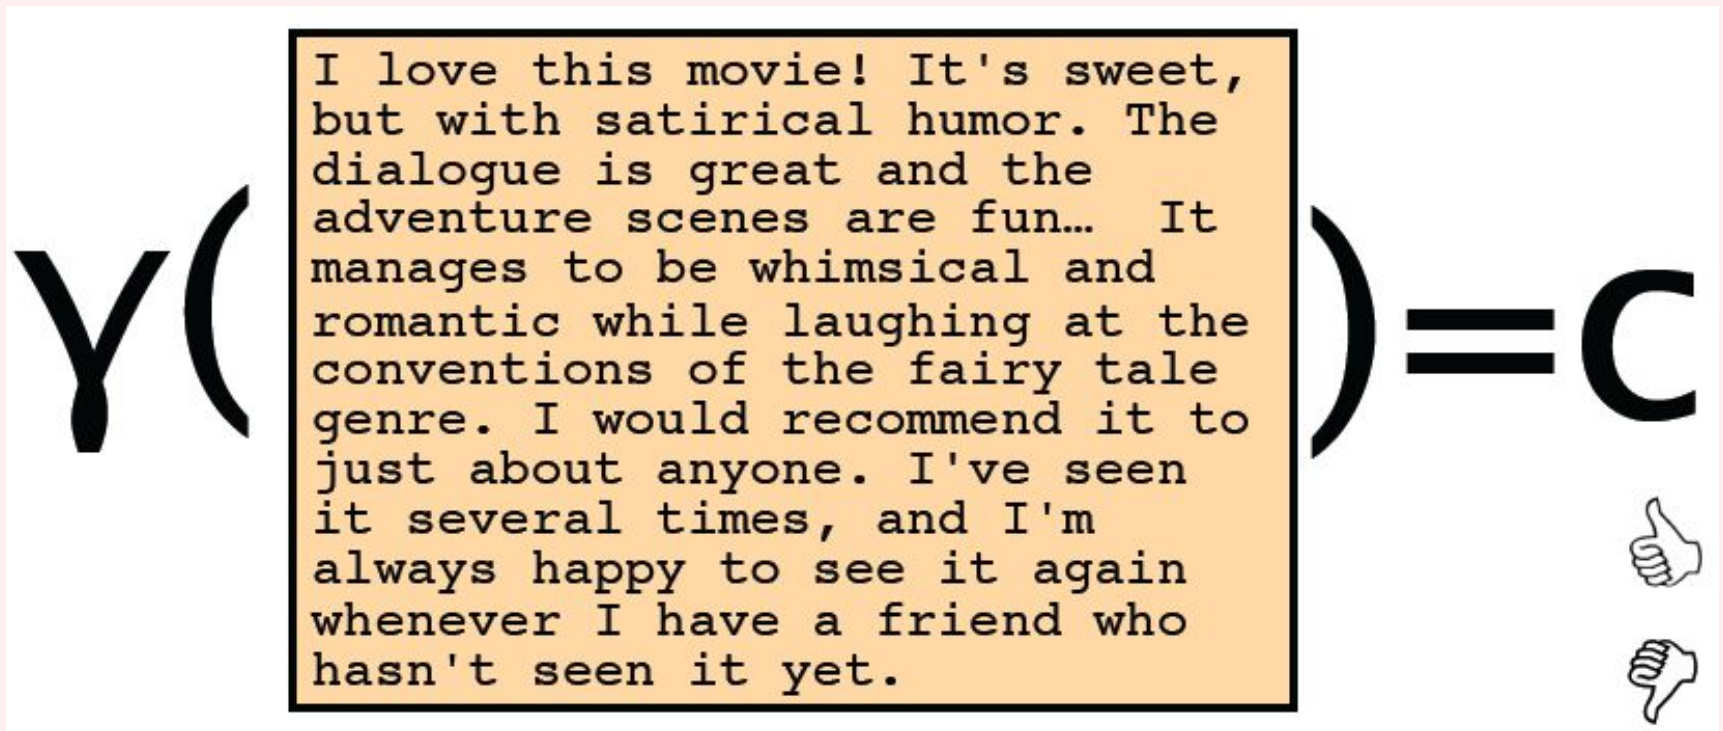 γ(
I love this movie! It's sweet,
but with satirical humor. The
dialogue is great and the
adventure scenes are fun…  It
manages to be whimsical and
romantic while laughing at the
conventions of the fairy tale
genre. I would recommend it to
just about anyone. I've seen
it several times, and I'm
always happy to see it again
whenever I have a friend who
hasn't seen it yet.
)=c